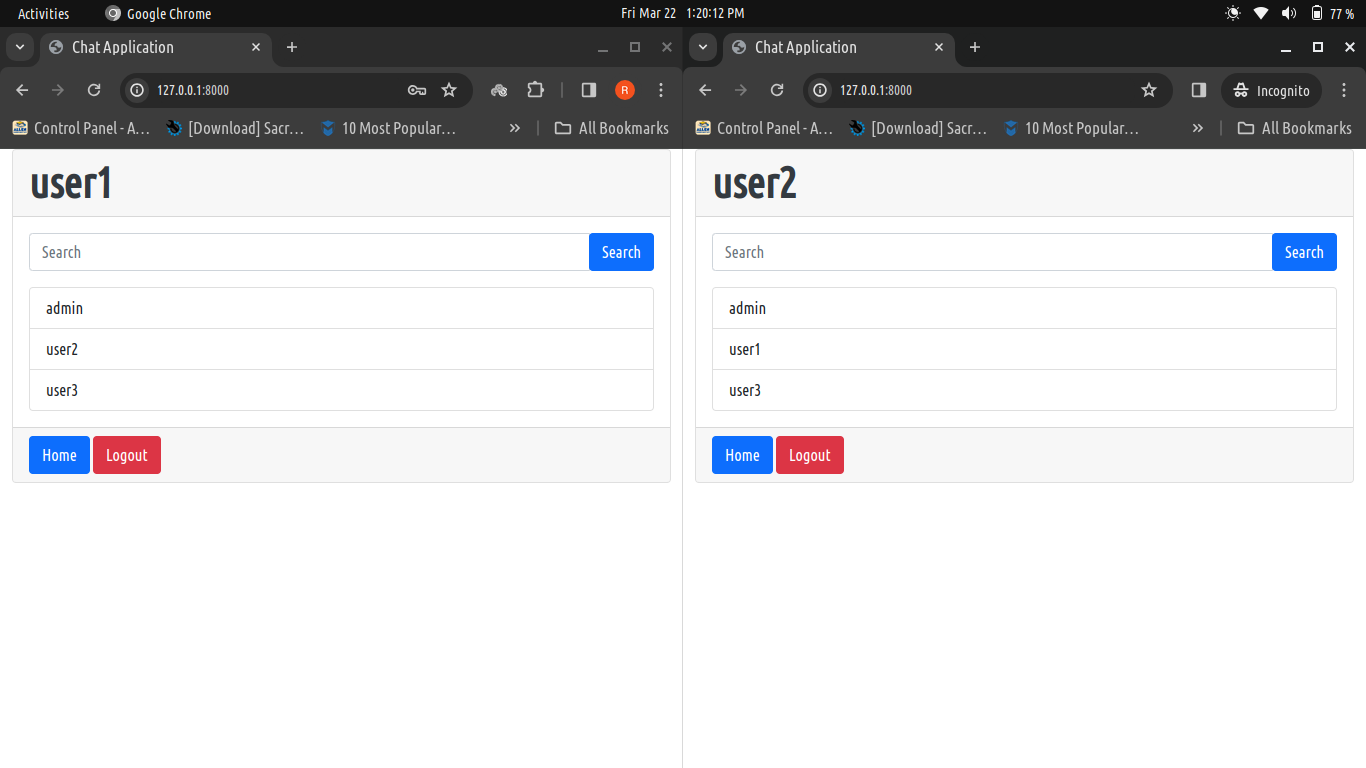 Activities Google Chrome Fri Mar 22 1:20:12 PM 77 %
Chat Application
127.0.0.1:8000 R
Control Panel - A... [Download] Sacr... 10 Most Popular... » All Bookmarks
user1
Search Search
admin
user2
user3
Home Logout
Chat Application
127.0.0.1:8000 Incognito
Control Panel - A... [Download] Sacr... 10 Most Popular... » All Bookmarks
user2
Search Search
admin
user1
user3
Home Logout